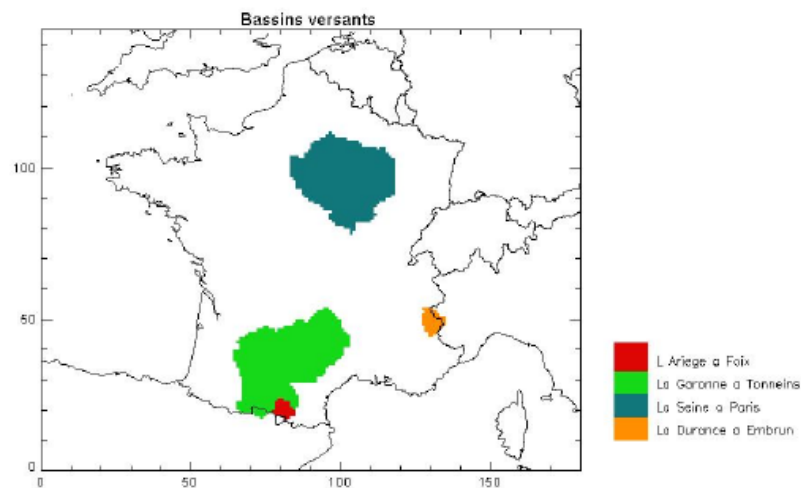 Bassins versants
100
50
0
0
50
100
150
L Ariege a Foix
La Garonne a Tonneins
La Seine a Paris
La Durance a Embrun